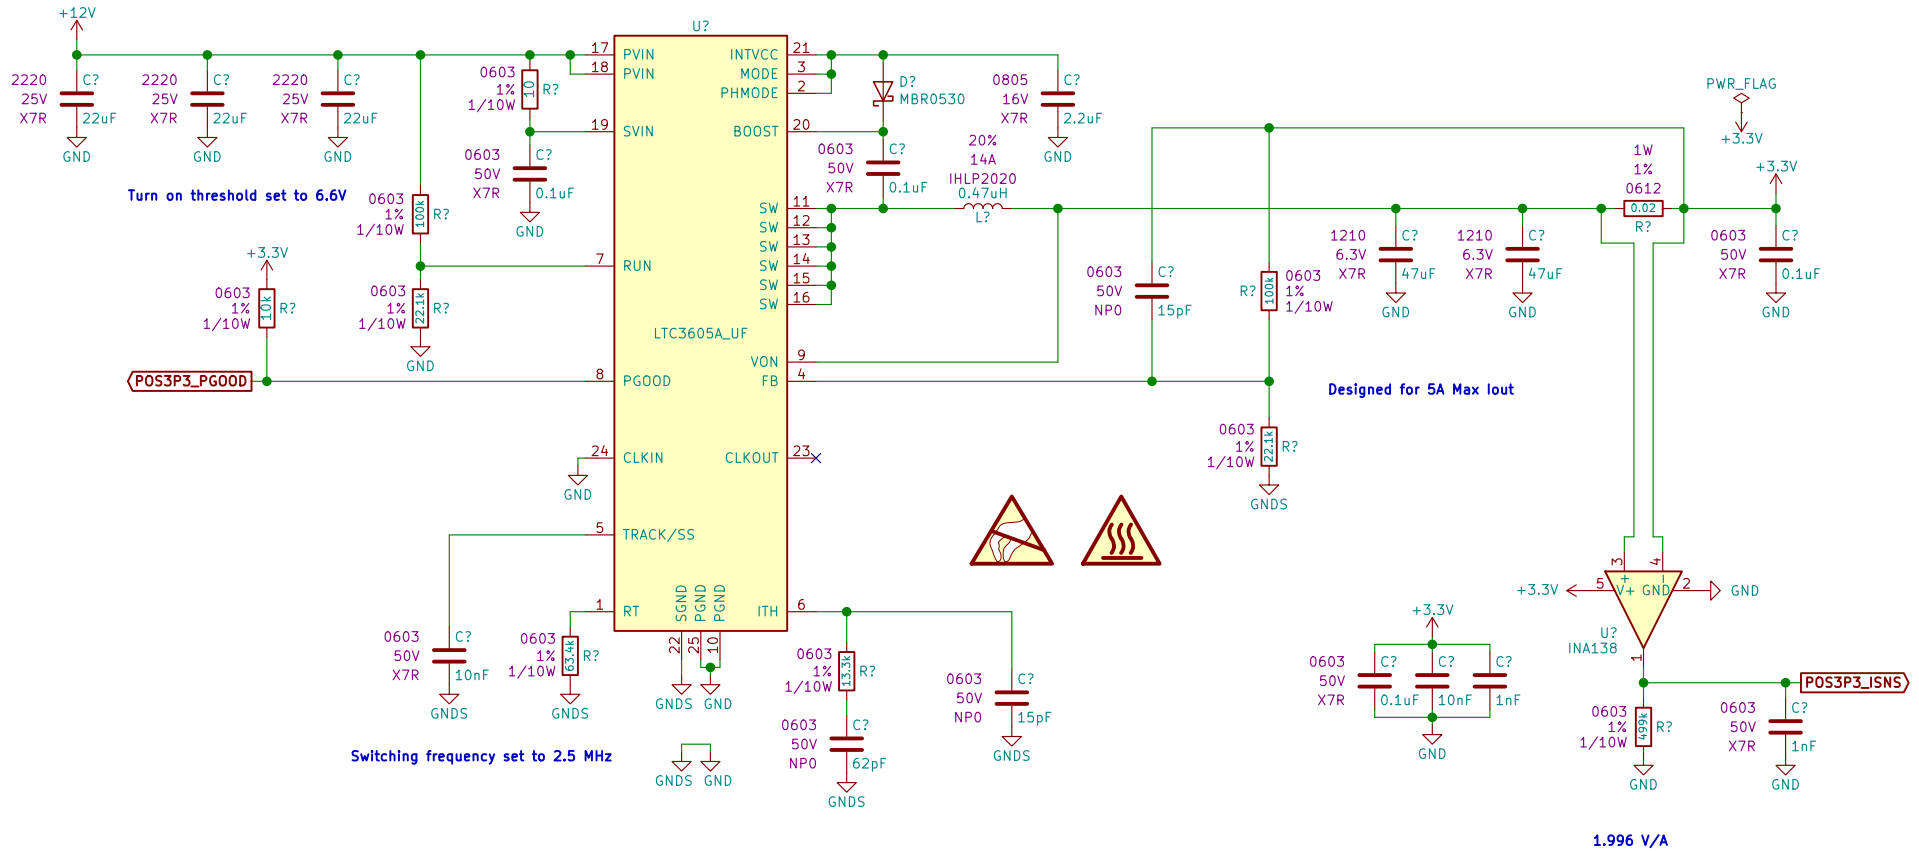 +12V
2220
25V
X7R
C?
22uF
GND
2220
25V
X7R
C?
22uF
GND
2220
25V
X7R
C?
22uF
GND
Turn on threshold set to 6.6V
0603
1%
1/10W
10
R?
0603
50V
X7R
C?
0.1uF
GND
0603
1%
1/10W
100k
R?
0603
1%
1/10W
22.1k
R?
GND
+3.3V
0603
1%
1/10W
10k
R?
POS3P3_PGOOD
GND
0603
50V
X7R
C?
10nF
GNDS
0603
1%
1/10W
63.4k
R?
GNDS
Switching frequency set to 2.5 MHz
U?
LTC3605A_UF
17 PVIN
18 PVIN
19 SVIN
7 RUN
8 PGOOD
24 CLKIN
5 TRACK/SS
1 RT
INTVCC 21
MODE 3
PHMODE 2
BOOST 20
SW 11
SW 12
SW 13
SW 14
SW 15
SW 16
VON 9
FB 4
CLKOUT 23
ITH 6
SGND 22
PGND 25
PGND 10
GNDS
GND
GNDS
GND
D?
MBR0530
0805
16V
X7R
C?
2.2uF
GND
0603
50V
X7R
C?
0.1uF
20%
14A
IHLP2020
0.47uH
L?
0603
50V
NP0
C?
15pF
R?
100k
0603
1%
1/10W
0603
1%
1/10W
22.1k
R?
GNDS
1210
6.3V
X7R
C?
47uF
GND
1210
6.3V
X7R
C?
47uF
GND
1W
1%
0612
0.02
R?
PWR_FLAG
+3.3V
+3.3V
0603
50V
X7R
C?
0.1uF
GND
Designed for 5A Max Iout
0603
1%
1/10W
13.3k
R?
0603
50V
NP0
C?
62pF
GNDS
0603
50V
NP0
C?
15pF
GNDS
+3.3V
0603
50V
X7R
C?
0.1uF
C?
10nF
C?
1nF
GND
3
4
+
-
+3.3V
5
V+
GND
2
GND
U?
INA138
1
POS3P3_ISNS
0603
1%
1/10W
499k
R?
GND
0603
50V
X7R
C?
1nF
GND
1.996 V/A